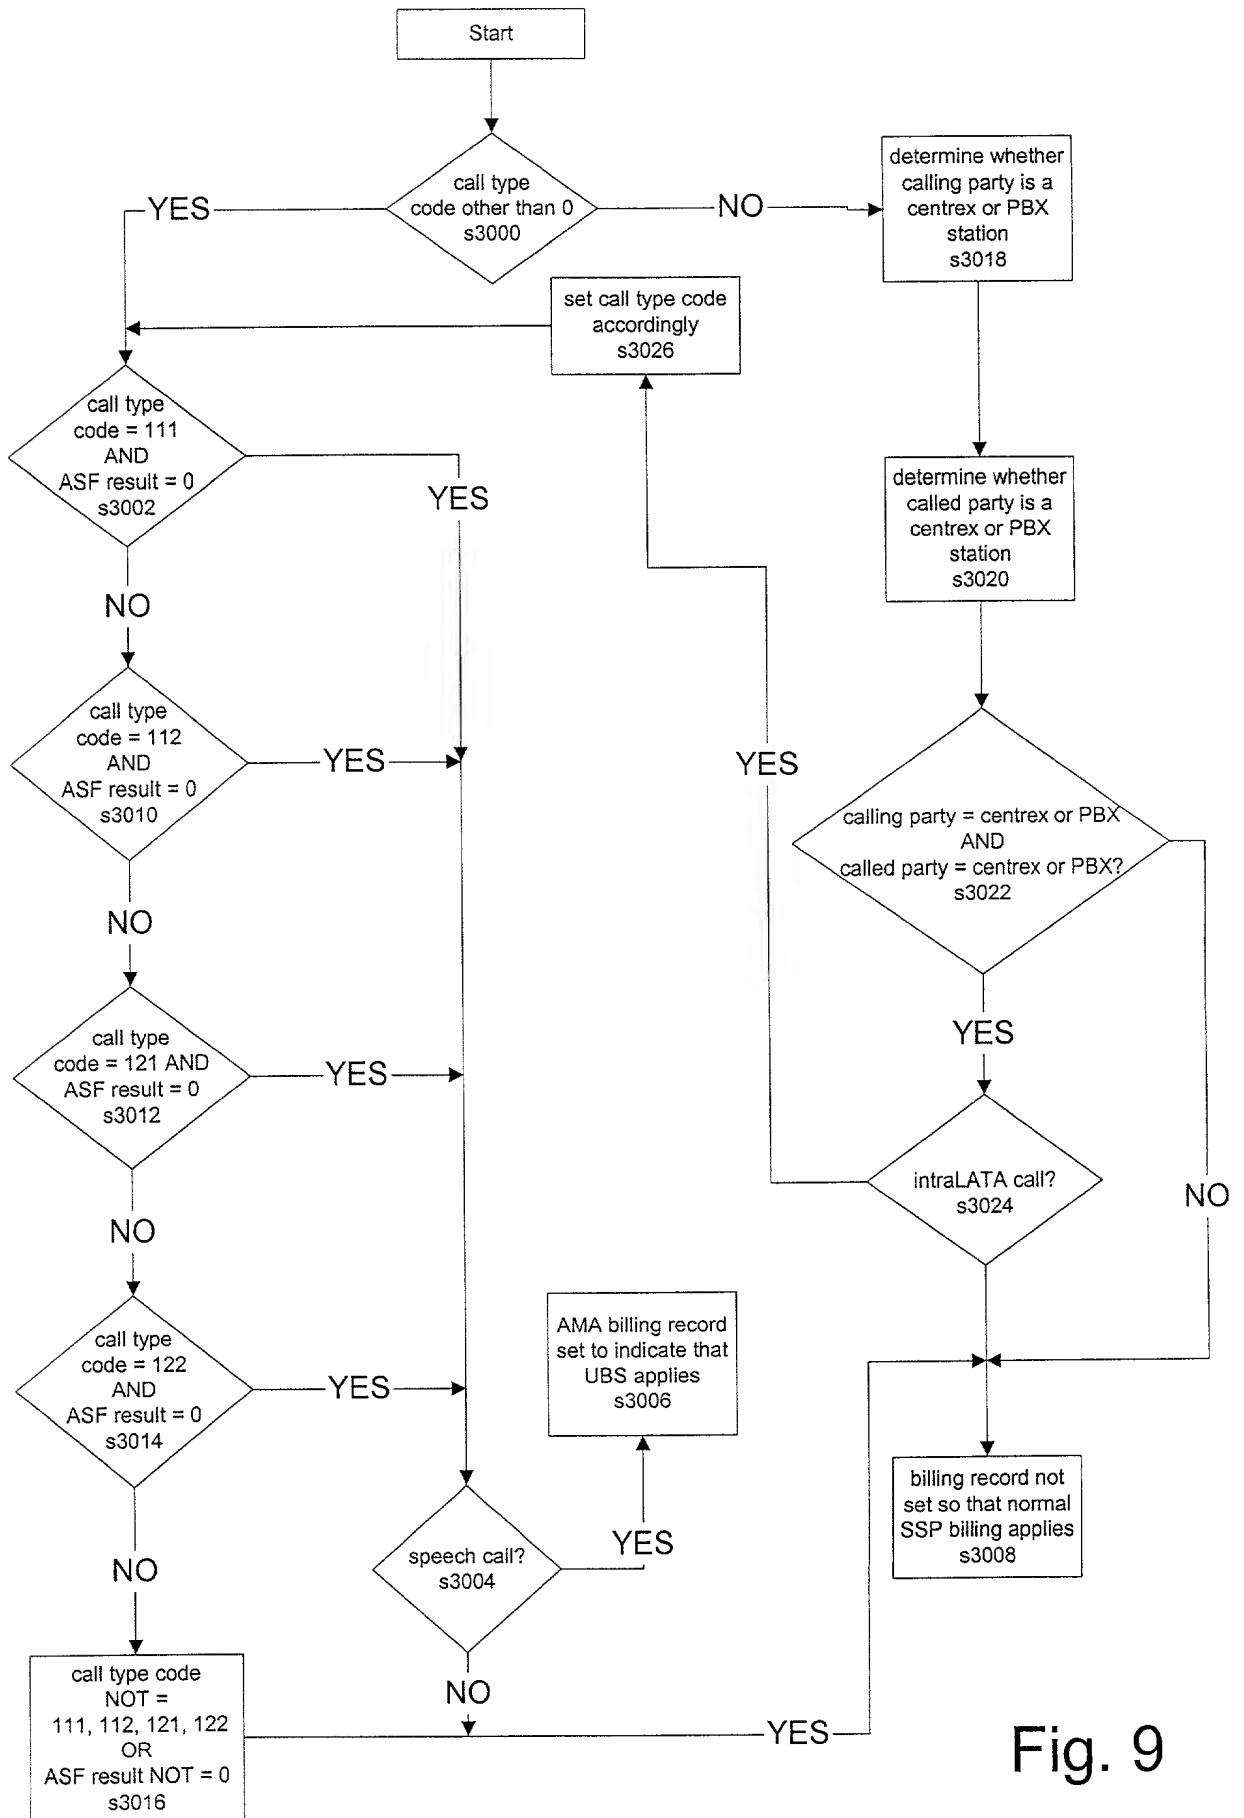 Start
call type
code other than 0
s3000
YES
NO
determine whether
calling party is a
centrex or PBX
station
s3018
set call type code
accordingly
s3026
call type
code = 111
AND
ASF result = 0
s3002
YES
NO
determine whether
called party is a
centrex or PBX
station
s3020
call type
code = 112
AND
ASF result = 0
s3010
YES
NO
YES
calling party = centrex or PBX
AND
called party = centrex or PBX?
s3022
YES
NO
call type
code = 121 AND
ASF result = 0
s3012
YES
NO
intraLATA call?
s3024
call type
code = 122
AND
ASF result = 0
s3014
YES
NO
AMA billing record
set to indicate that
UBS applies
s3006
billing record not
set so that normal
SSP billing applies
s3008
speech call?
s3004
YES
NO
call type code
NOT =
111, 112, 121, 122
OR
ASF result NOT = 0
s3016
YES
Fig. 9